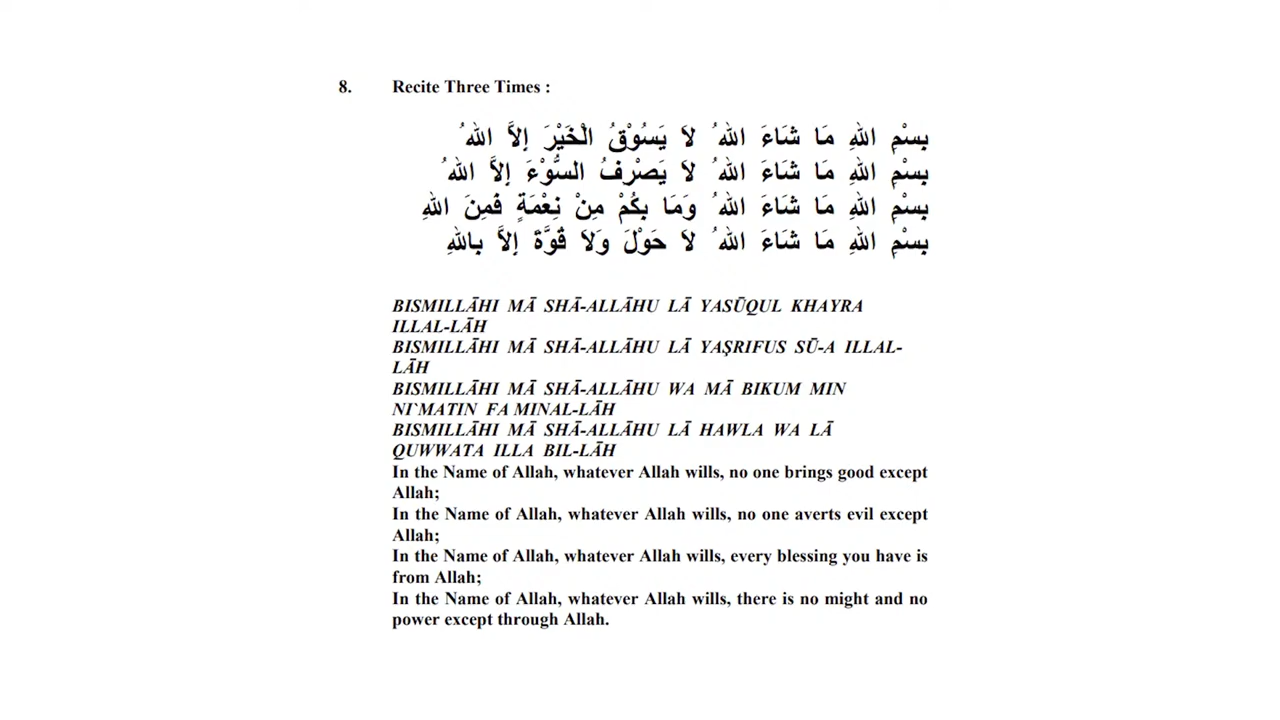 8. Recite Three Times :
بِسْمِ اللهِ مَا شَاءَ اللهُ لاَ يَسُوْقُ الْخَيْرَ إِلاَّ اللهُ
بِسْمِ اللهِ مَا شَاءَ اللهُ لاَ يَصْرِفُ السُّوْءَ إِلاَّ اللهُ
بِسْمِ اللهِ مَا شَاءَ اللهُ وَمَا بِكُمْ مِنْ نِعْمَةٍ فَمِنَ اللهِ
بِسْمِ اللهِ مَا شَاءَ اللهُ لاَ حَوْلَ وَلاَ قُوَّةَ إِلاَّ بِاللهِ
BISMILLĀHI MĀ SHĀ-ALLĀHU LĀ YASŪQUL KHAYRA
ILLAL-LĀH
BISMILLĀHI MĀ SHĀ-ALLĀHU LĀ YAŞRIFUS SŪ-A ILLAL-
LĀH
BISMILLĀHI MĀ SHĀ-ALLĀHU WA MĀ BIKUM MIN
NI`MATIN FA MINAL-LĀH
BISMILLĀHI MĀ SHĀ-ALLĀHU LĀ HAWLA WA LĀ
QUWWATA ILLA BIL-LĀH
In the Name of Allah, whatever Allah wills, no one brings good except
Allah;
In the Name of Allah, whatever Allah wills, no one averts evil except
Allah;
In the Name of Allah, whatever Allah wills, every blessing you have is
from Allah;
In the Name of Allah, whatever Allah wills, there is no might and no
power except through Allah.